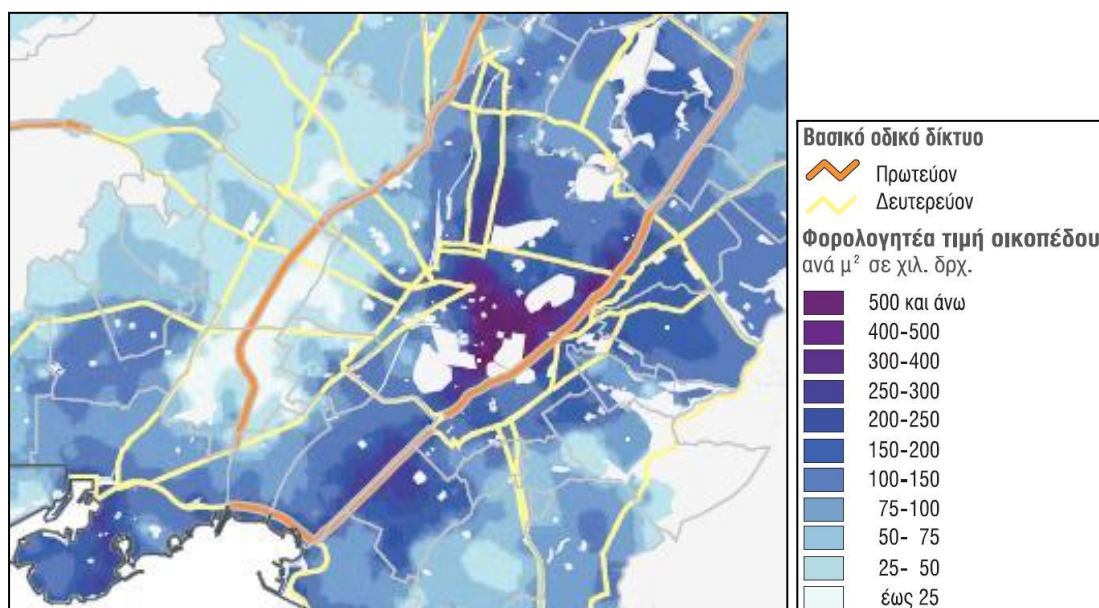 Βασικό οδικό δίκτυο
Πρωτεύον
Δευτερεύον
Φορολογητέα τιμή οικοπέδου
ανά μ² σε χιλ. δρχ.
500 και άνω
400-500
300-400
250-300
200-250
150-200
100-150
75-100
50- 75
25- 50
έως 25